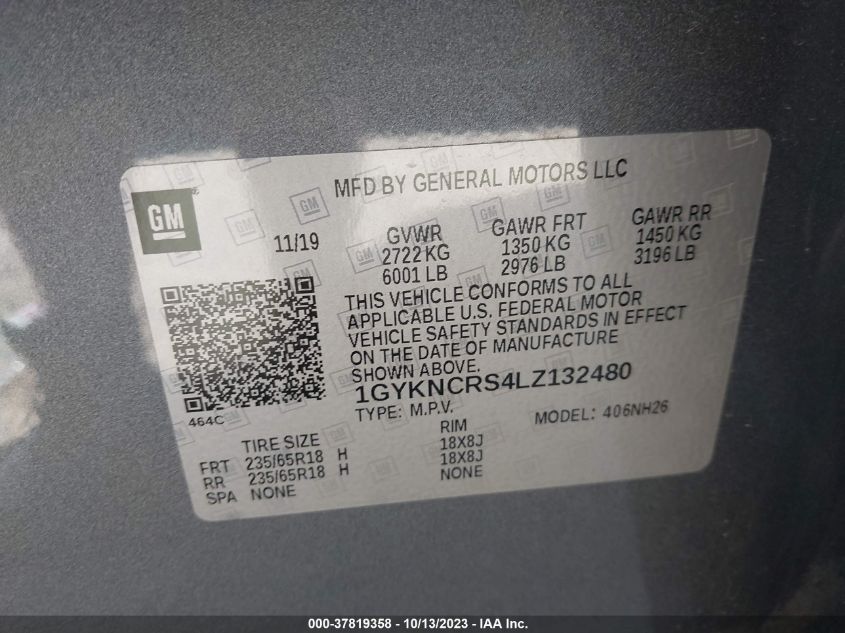 MFD BY GENERAL MOTORS LLC
GM
11/19
GVWR GAWR FRT GAWR RR
2722 KG 1350 KG 1450 KG
6001 LB 2976 LB 3196 LB
THIS VEHICLE CONFORMS TO ALL
APPLICABLE U.S. FEDERAL MOTOR
VEHICLE SAFETY STANDARDS IN EFFECT
ON THE DATE OF MANUFACTURE
SHOWN ABOVE.
1GYKNCRS4LZ132480
TYPE: M.P.V. MODEL: 406NH26
464C
TIRE SIZE RIM
FRT 235/65R18 H 18X8J
RR 235/65R18 H 18X8J
SPA NONE NONE
000-37819358 - 10/13/2023 - IAA Inc.